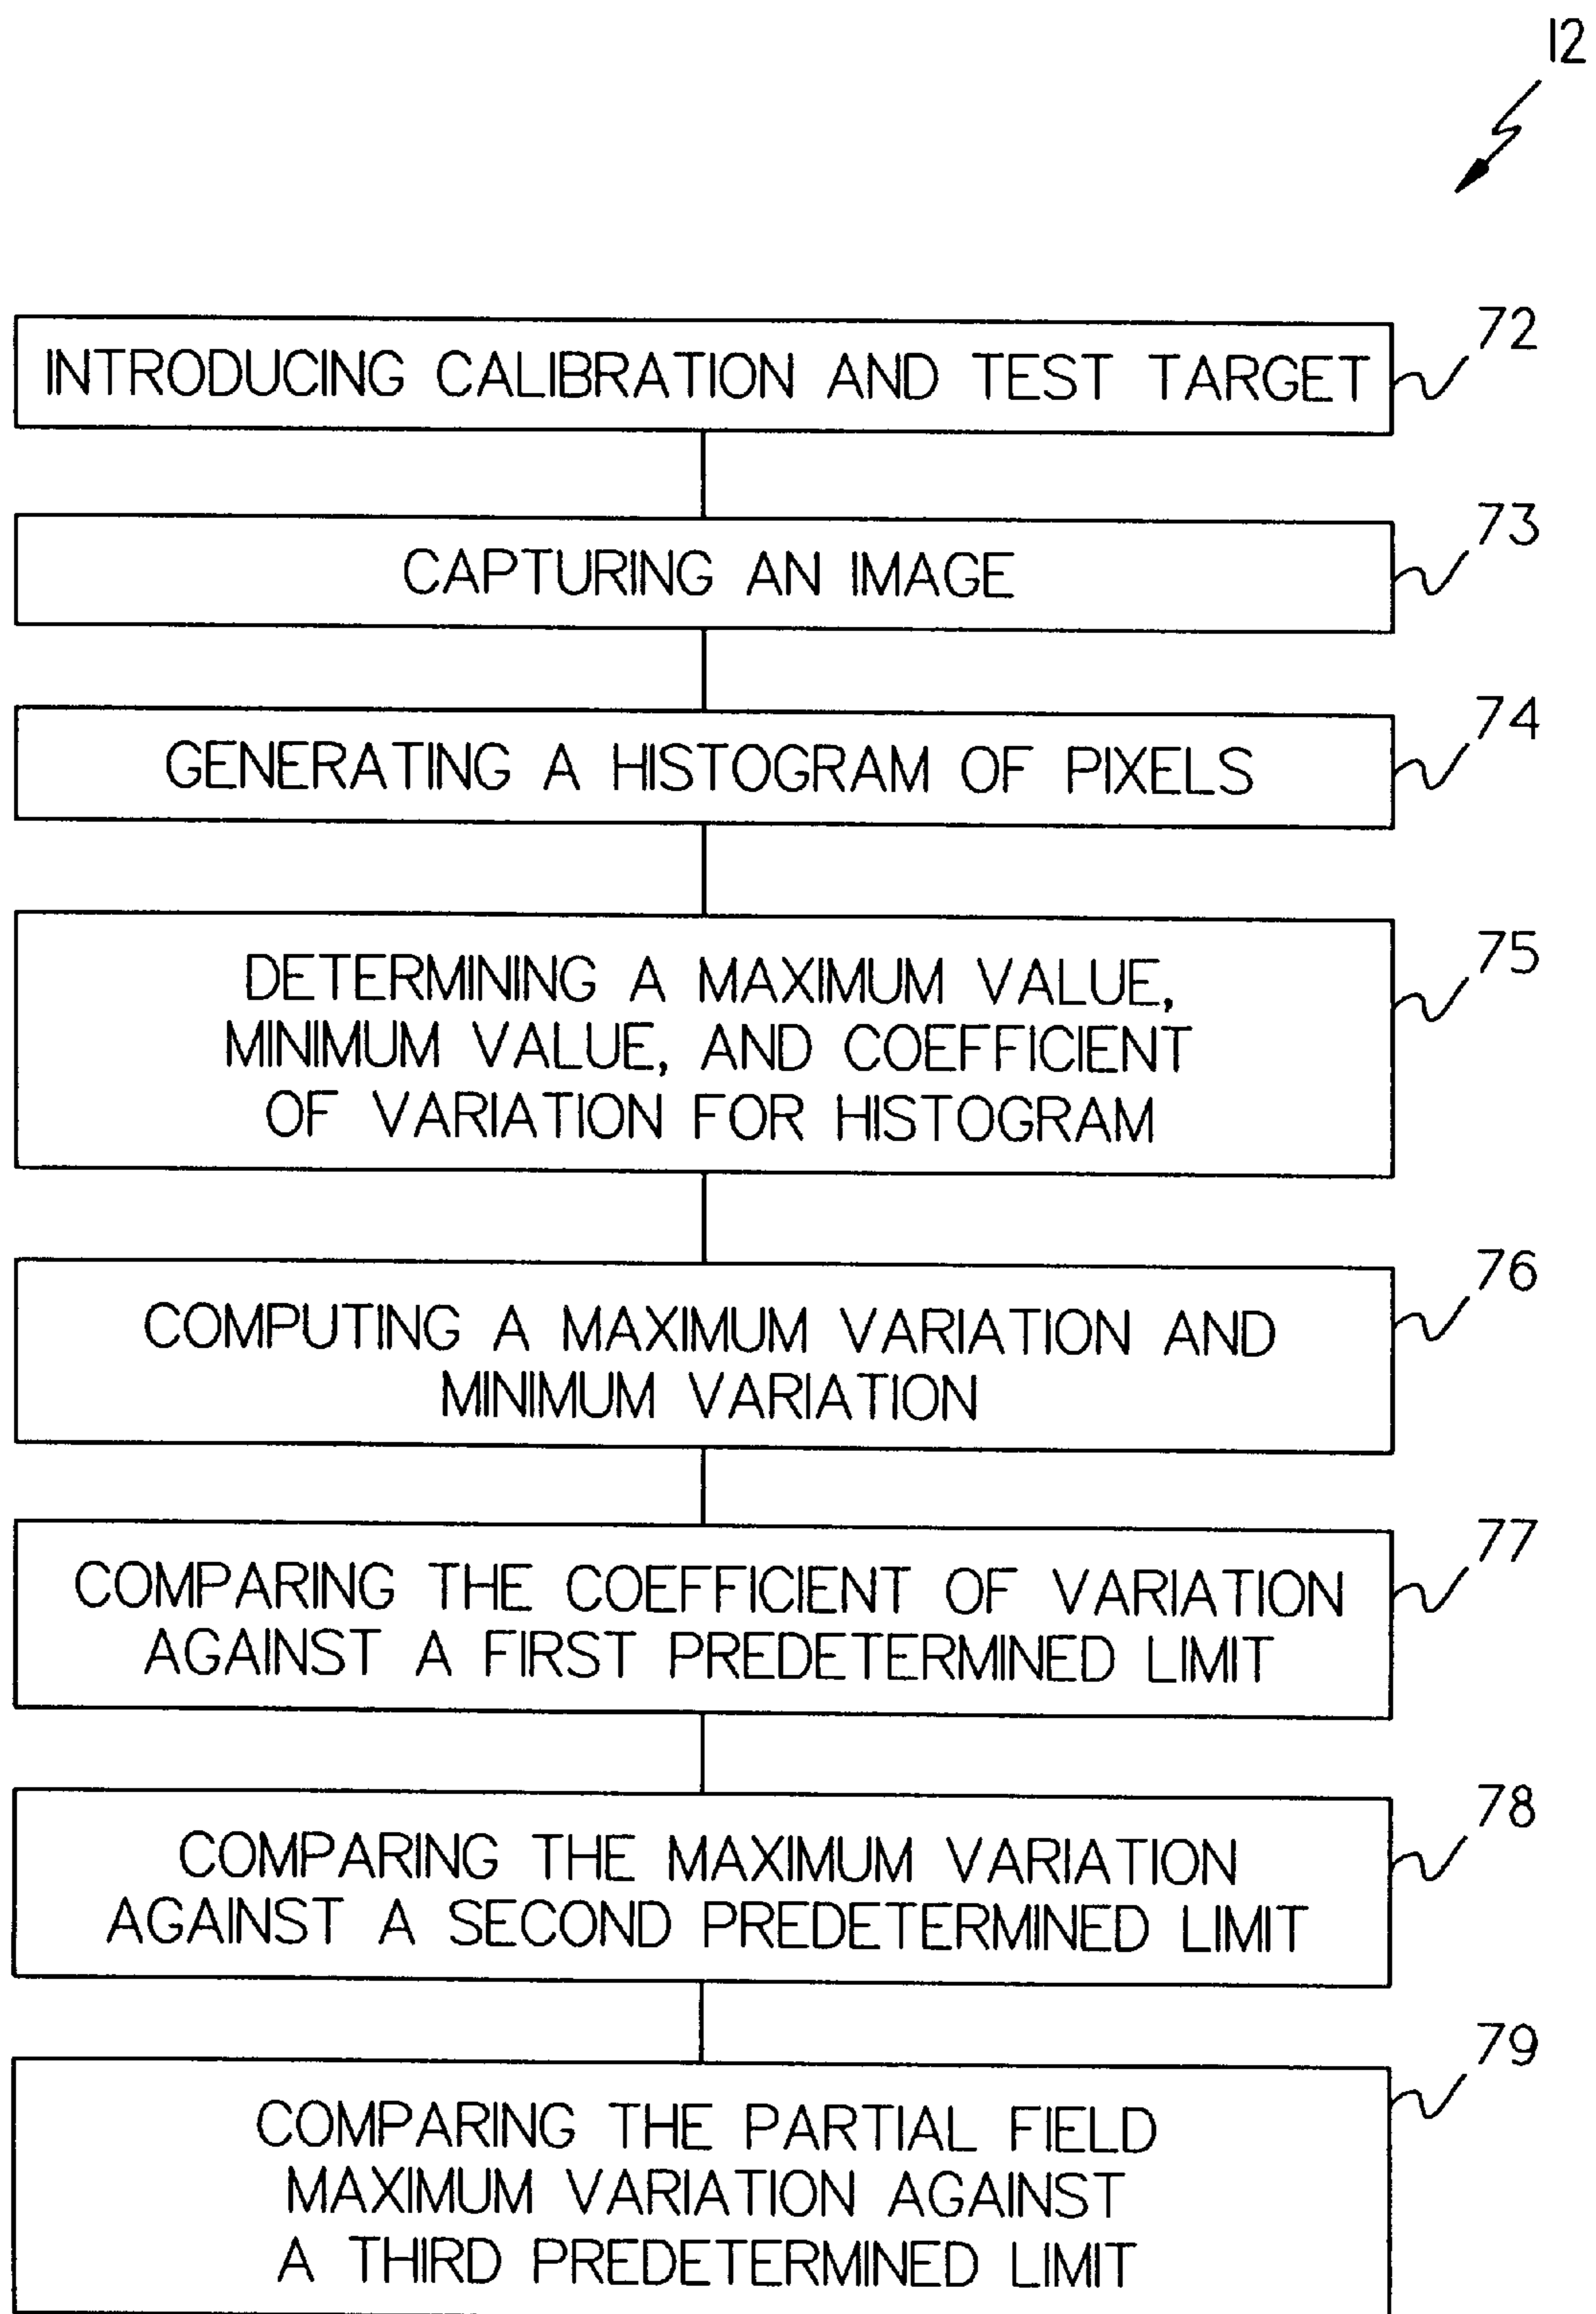 12
72
INTRODUCING CALIBRATION AND TEST TARGET
73
CAPTURING AN IMAGE
74
GENERATING A HISTOGRAM OF PIXELS
75
DETERMINING A MAXIMUM VALUE,
MINIMUM VALUE, AND COEFFICIENT
OF VARIATION FOR HISTOGRAM
76
COMPUTING A MAXIMUM VARIATION AND
MINIMUM VARIATION
77
COMPARING THE COEFFICIENT OF VARIATION
AGAINST A FIRST PREDETERMINED LIMIT
78
COMPARING THE MAXIMUM VARIATION
AGAINST A SECOND PREDETERMINED LIMIT
79
COMPARING THE PARTIAL FIELD
MAXIMUM VARIATION AGAINST
A THIRD PREDETERMINED LIMIT